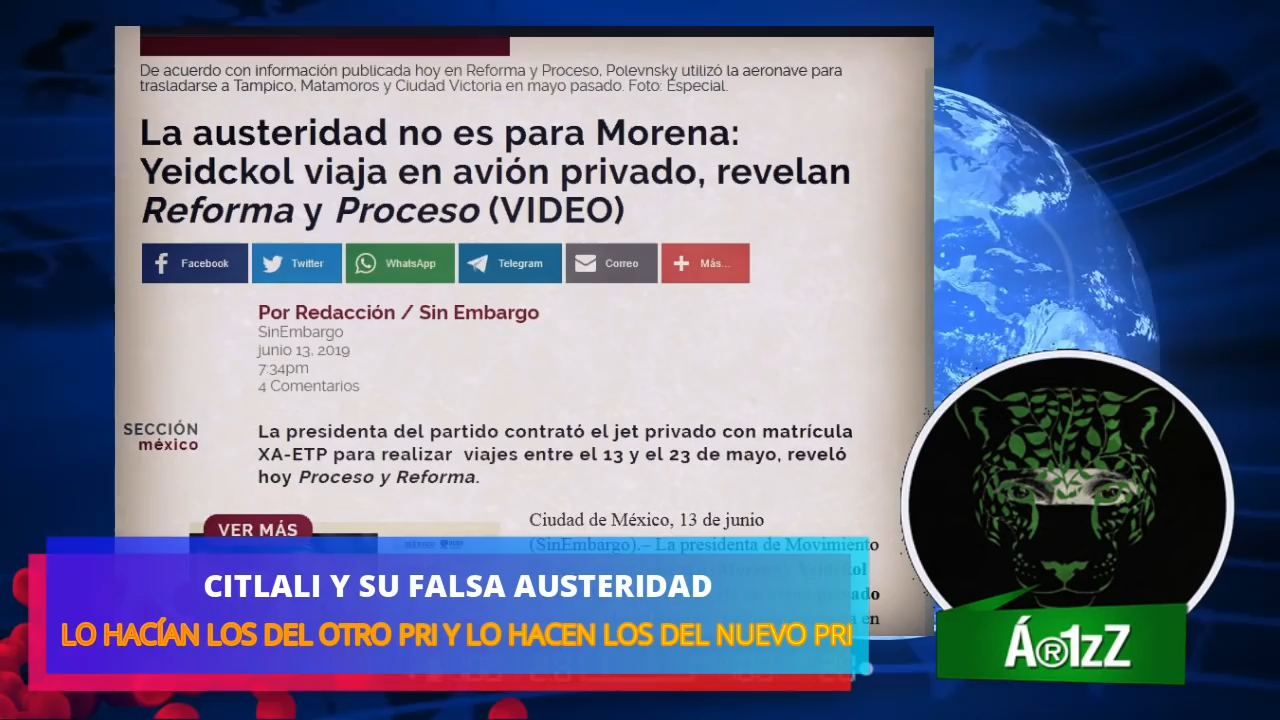 De acuerdo con información publicada hoy en Reforma y Proceso, Polevnsky utilizó la aeronave para
trasladarse a Tampico, Matamoros y Ciudad Victoria en mayo pasado. Foto: Especial.
La austeridad no es para Morena:
Yeidckol viaja en avión privado, revelan
Reforma y Proceso (VIDEO)
Facebook
Twitter
WhatsApp
Telegram
Correo
Más...
Por Redacción / Sin Embargo
SinEmbargo
junio 13, 2019
7:34pm
4 Comentarios
SECCIÓN
méxico
La presidenta del partido contrató el jet privado con matrícula
XA-ETP para realizar viajes entre el 13 y el 23 de mayo, reveló
hoy Proceso y Reforma.
VER MÁS
Ciudad de México, 13 de junio
(SinEmbargo).– La presidenta de Movimiento
CITLALI Y SU FALSA AUSTERIDAD
LO HACÍAN LOS DEL OTRO PRI Y LO HACEN LOS DEL NUEVO PRI
Á®1zZ